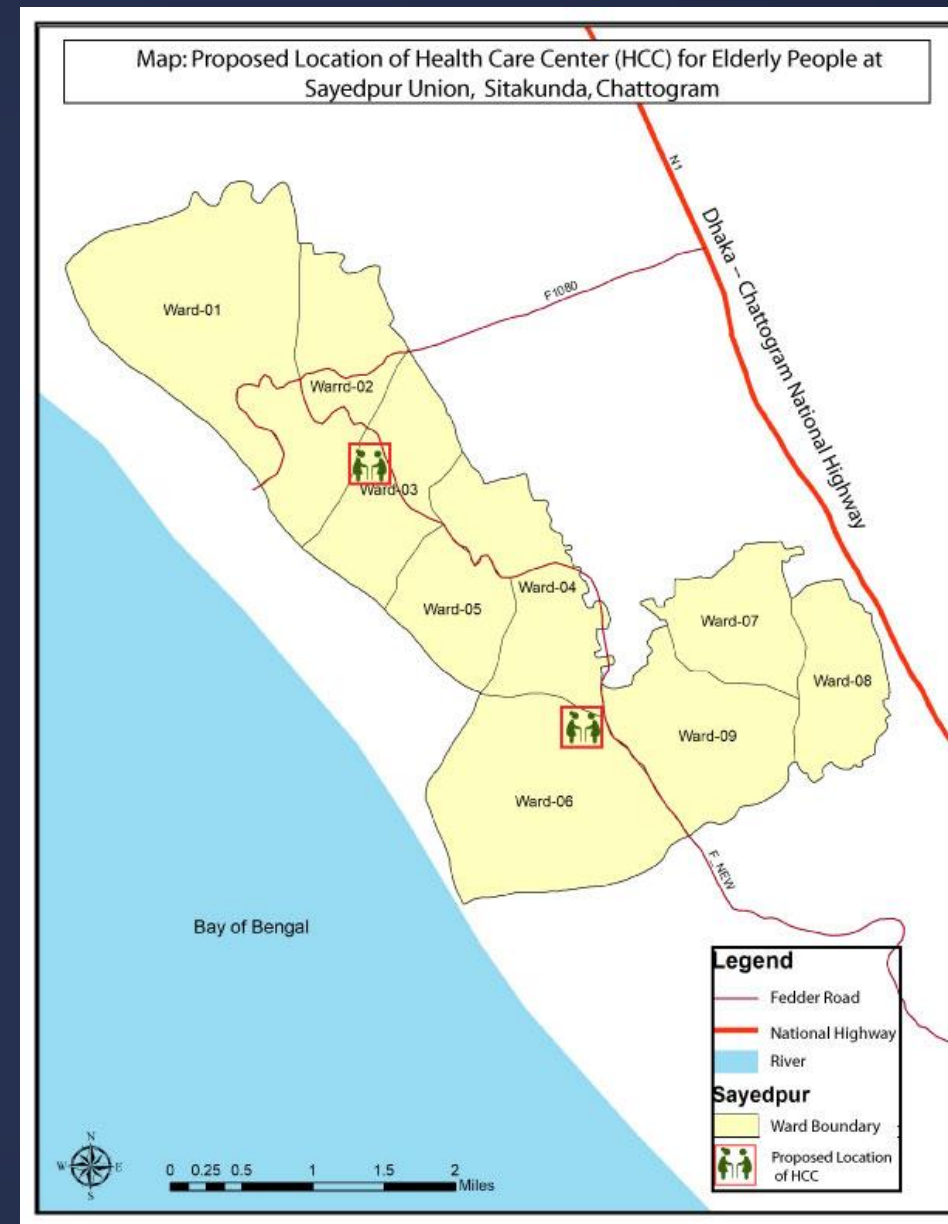 Map: Proposed Location of Health Care Center (HCC) for Elderly People at
Sayedpur Union, Sitakunda, Chattogram
N1
Dhaka – Chattogram National Highway
F1080
Ward-01
Warrd-02
Ward-03
Ward-04
Ward-05
Ward-07
Ward-08
Ward-09
Ward-06
F_NEW
Bay of Bengal
Legend
Fedder Road
National Highway
River
Sayedpur
Ward Boundary
Proposed Location
of HCC
N
W E
S
0 0.25 0.5 1 1.5 2
Miles